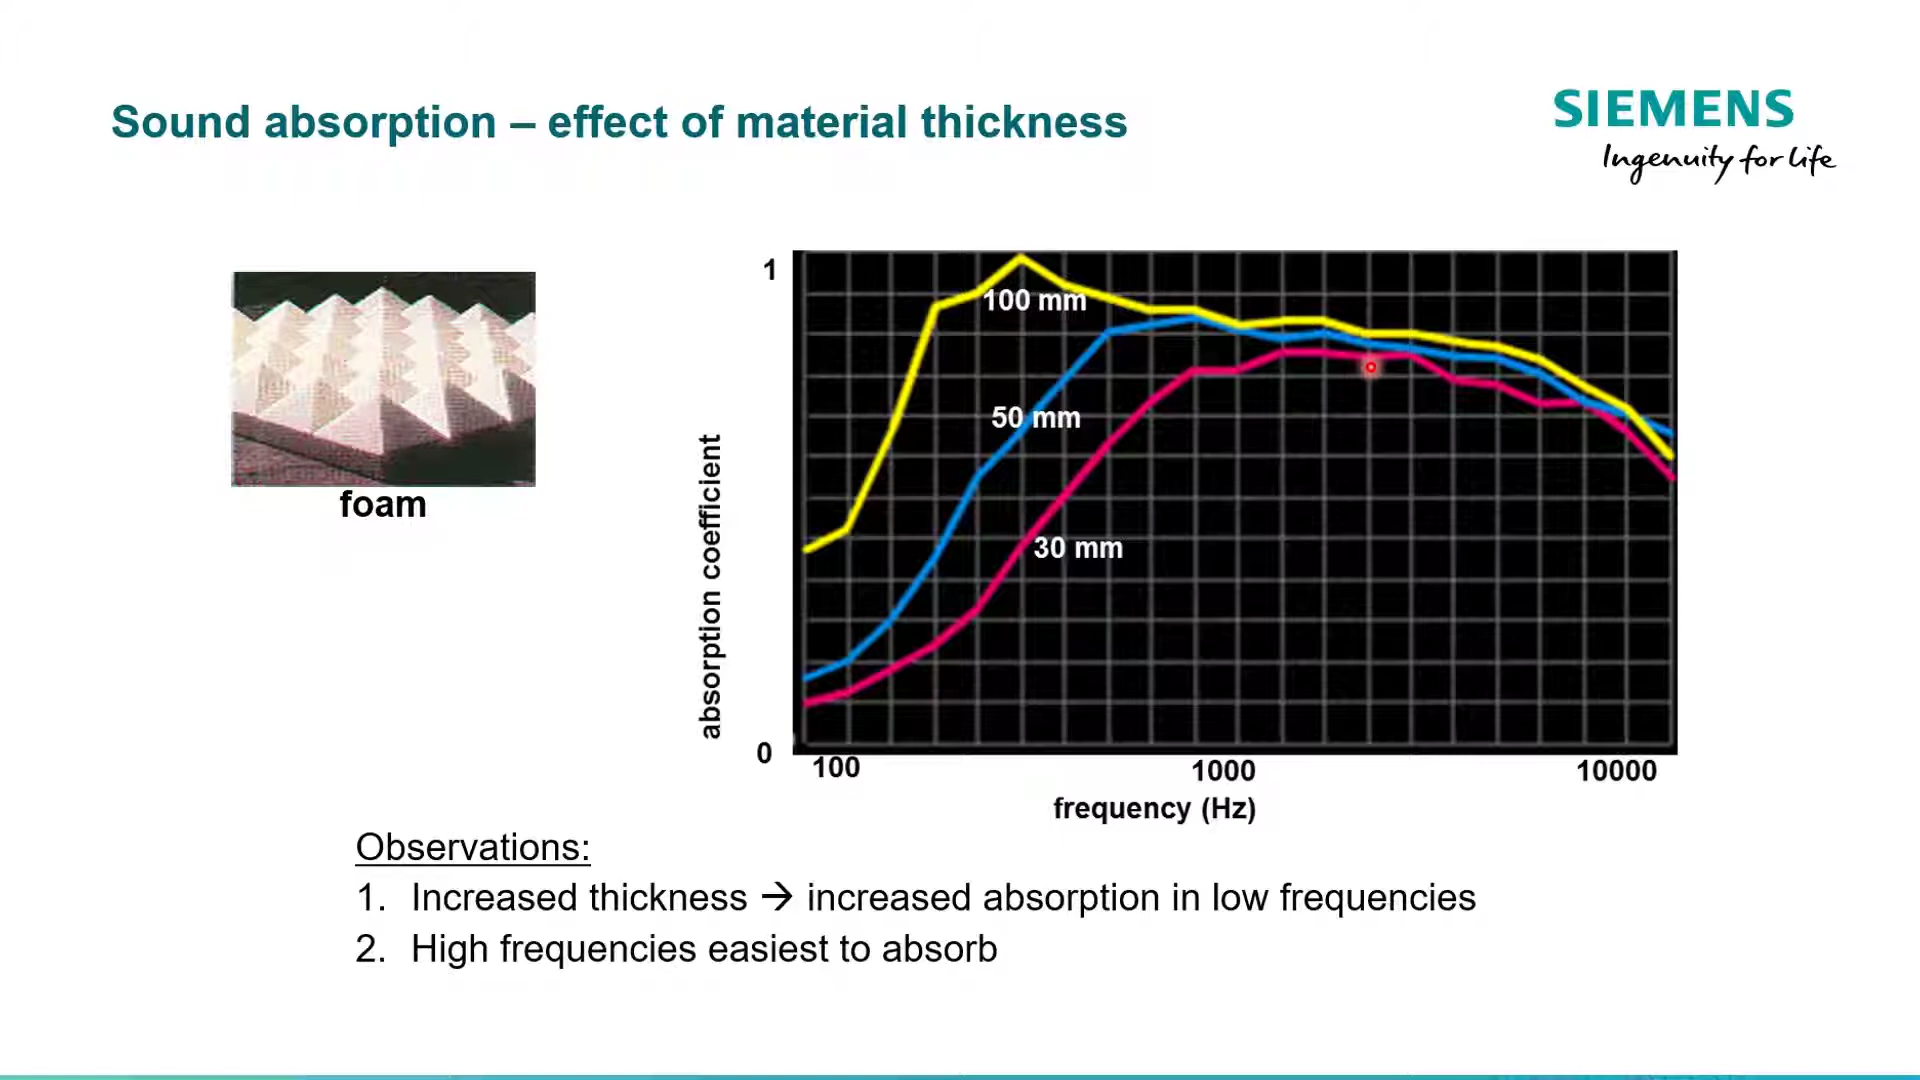 Sound absorption – effect of material thickness
SIEMENS
Ingenuity for life
foam
absorption coefficient
1
0
100 mm
50 mm
30 mm
100
1000
10000
frequency (Hz)
Observations:
1. Increased thickness → increased absorption in low frequencies
2. High frequencies easiest to absorb